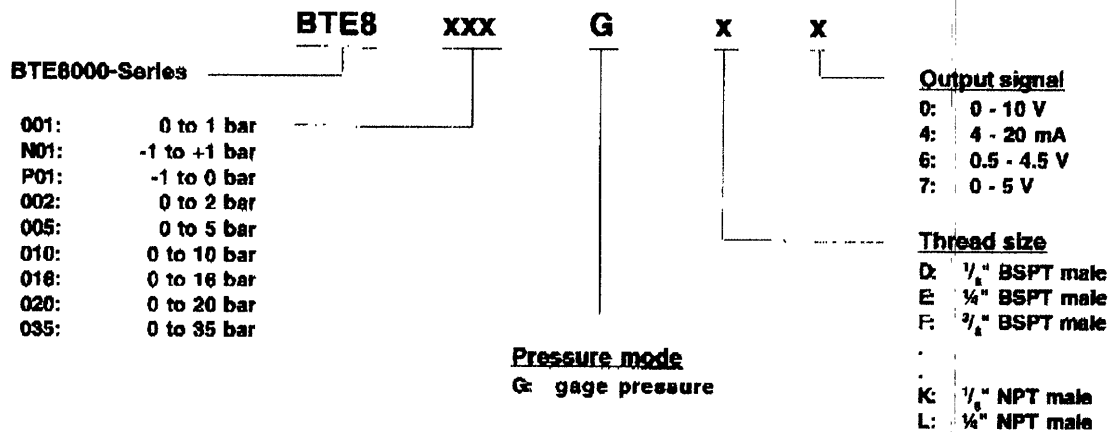 BTE8 xxx G x x
BTE8000-Series
001: 0 to 1 bar
N01: -1 to +1 bar
P01: -1 to 0 bar
002: 0 to 2 bar
005: 0 to 5 bar
010: 0 to 10 bar
016: 0 to 16 bar
020: 0 to 20 bar
035: 0 to 35 bar
Pressure mode
G: gage pressure
Output signal
0: 0 - 10 V
4: 4 - 20 mA
6: 0.5 - 4.5 V
7: 0 - 5 V
Thread size
D: BSPT male
E: ¼" BSPT male
F: BSPT male
.
.
K: NPT male
L: ¼" NPT male